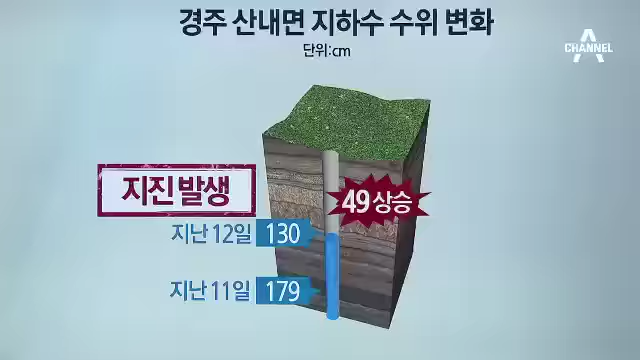 경주 산내면 지하수 수위 변화
단위:cm
CHANNEL A
지진 발생
49 상승
지난 12일 130
지난 11일 179